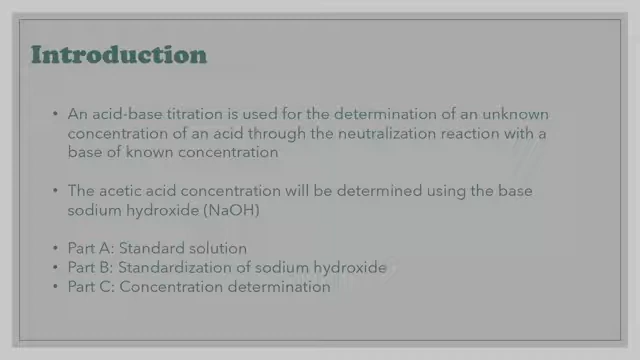 Introduction
• An acid-base titration is used for the determination of an unknown
concentration of an acid through the neutralization reaction with a
base of known concentration
• The acetic acid concentration will be determined using the base
sodium hydroxide (NaOH)
• Part A: Standard solution
• Part B: Standardization of sodium hydroxide
• Part C: Concentration determination